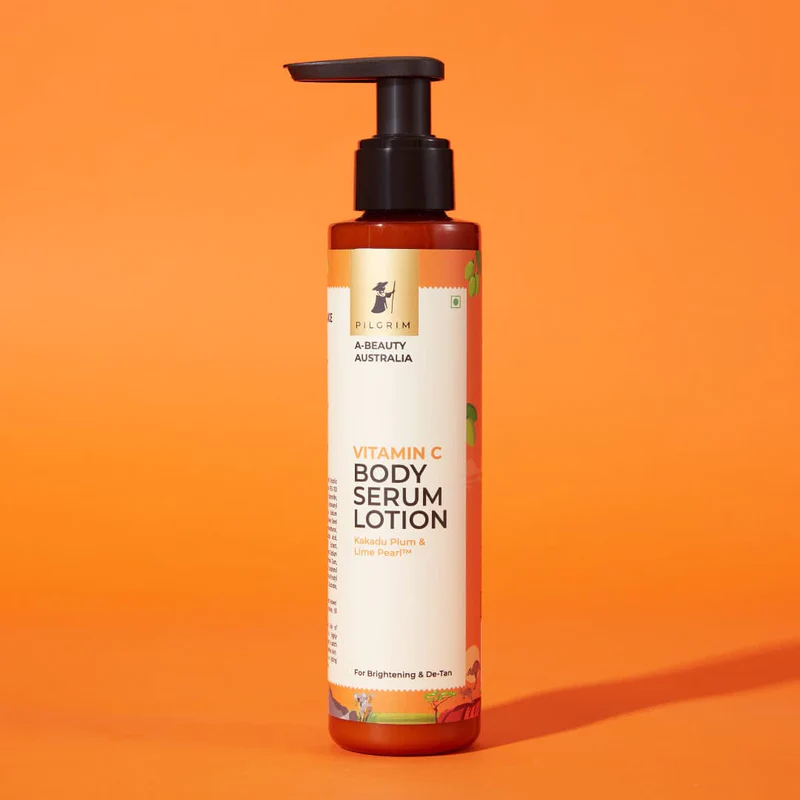 PILGRIM
A-BEAUTY
AUSTRALIA
VITAMIN C
BODY
SERUM
LOTION
Kakadu Plum &
Lime Pearl™
For Brightening & De-Tan